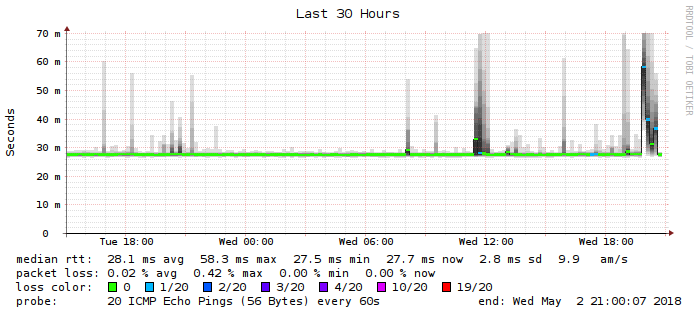 Last 30 Hours
RRDTOOL / TOBI OETIKER
Seconds
70 m
60 m
50 m
40 m
30 m
20 m
10 m
0
Tue 18:00 Wed 00:00 Wed 06:00 Wed 12:00 Wed 18:00
median rtt: 28.1 ms avg 58.3 ms max 27.5 ms min 27.7 ms now 2.8 ms sd 9.9 am/s
packet loss: 0.02 % avg 0.42 % max 0.00 % min 0.00 % now
loss color: 0 1/20 2/20 3/20 4/20 10/20 19/20
probe: 20 ICMP Echo Pings (56 Bytes) every 60s end: Wed May 2 21:00:07 2018